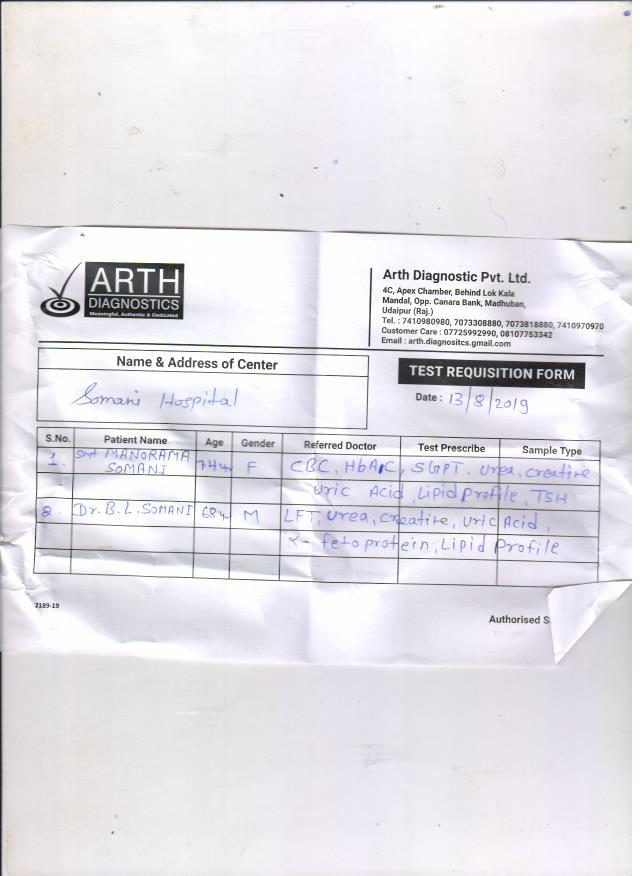 ARTH
DIAGNOSTICS
Meaningful, Authentic & Dedicated
Arth Diagnostic Pvt. Ltd.
4C, Apex Chamber, Behind Lok Kala
Mandal, Opp. Canara Bank, Madhuban,
Udaipur (Raj.)
Tel. : 7410980980, 7073308880, 7073818880, 7410970970
Customer Care : 07725992990, 08107753342
Email : arth.diagnositcs.gmail.com
Name & Address of Center
Somani Hospital
TEST REQUISITION FORM
Date : 13/8/2019
S.No. Patient Name Age Gender Referred Doctor Test Prescribe Sample Type
1. Smt MANORAMA SOMANI 74 F CBC, HbA1C, SGPT, Urea, Creative
Uric Acid, Lipid Profile, TSH
2. Dr. B. L. SOMANI 68 M LFT, Urea, Creative, Uric Acid,
α- fetoprotein, Lipid Profile
2189-19
Authorised S